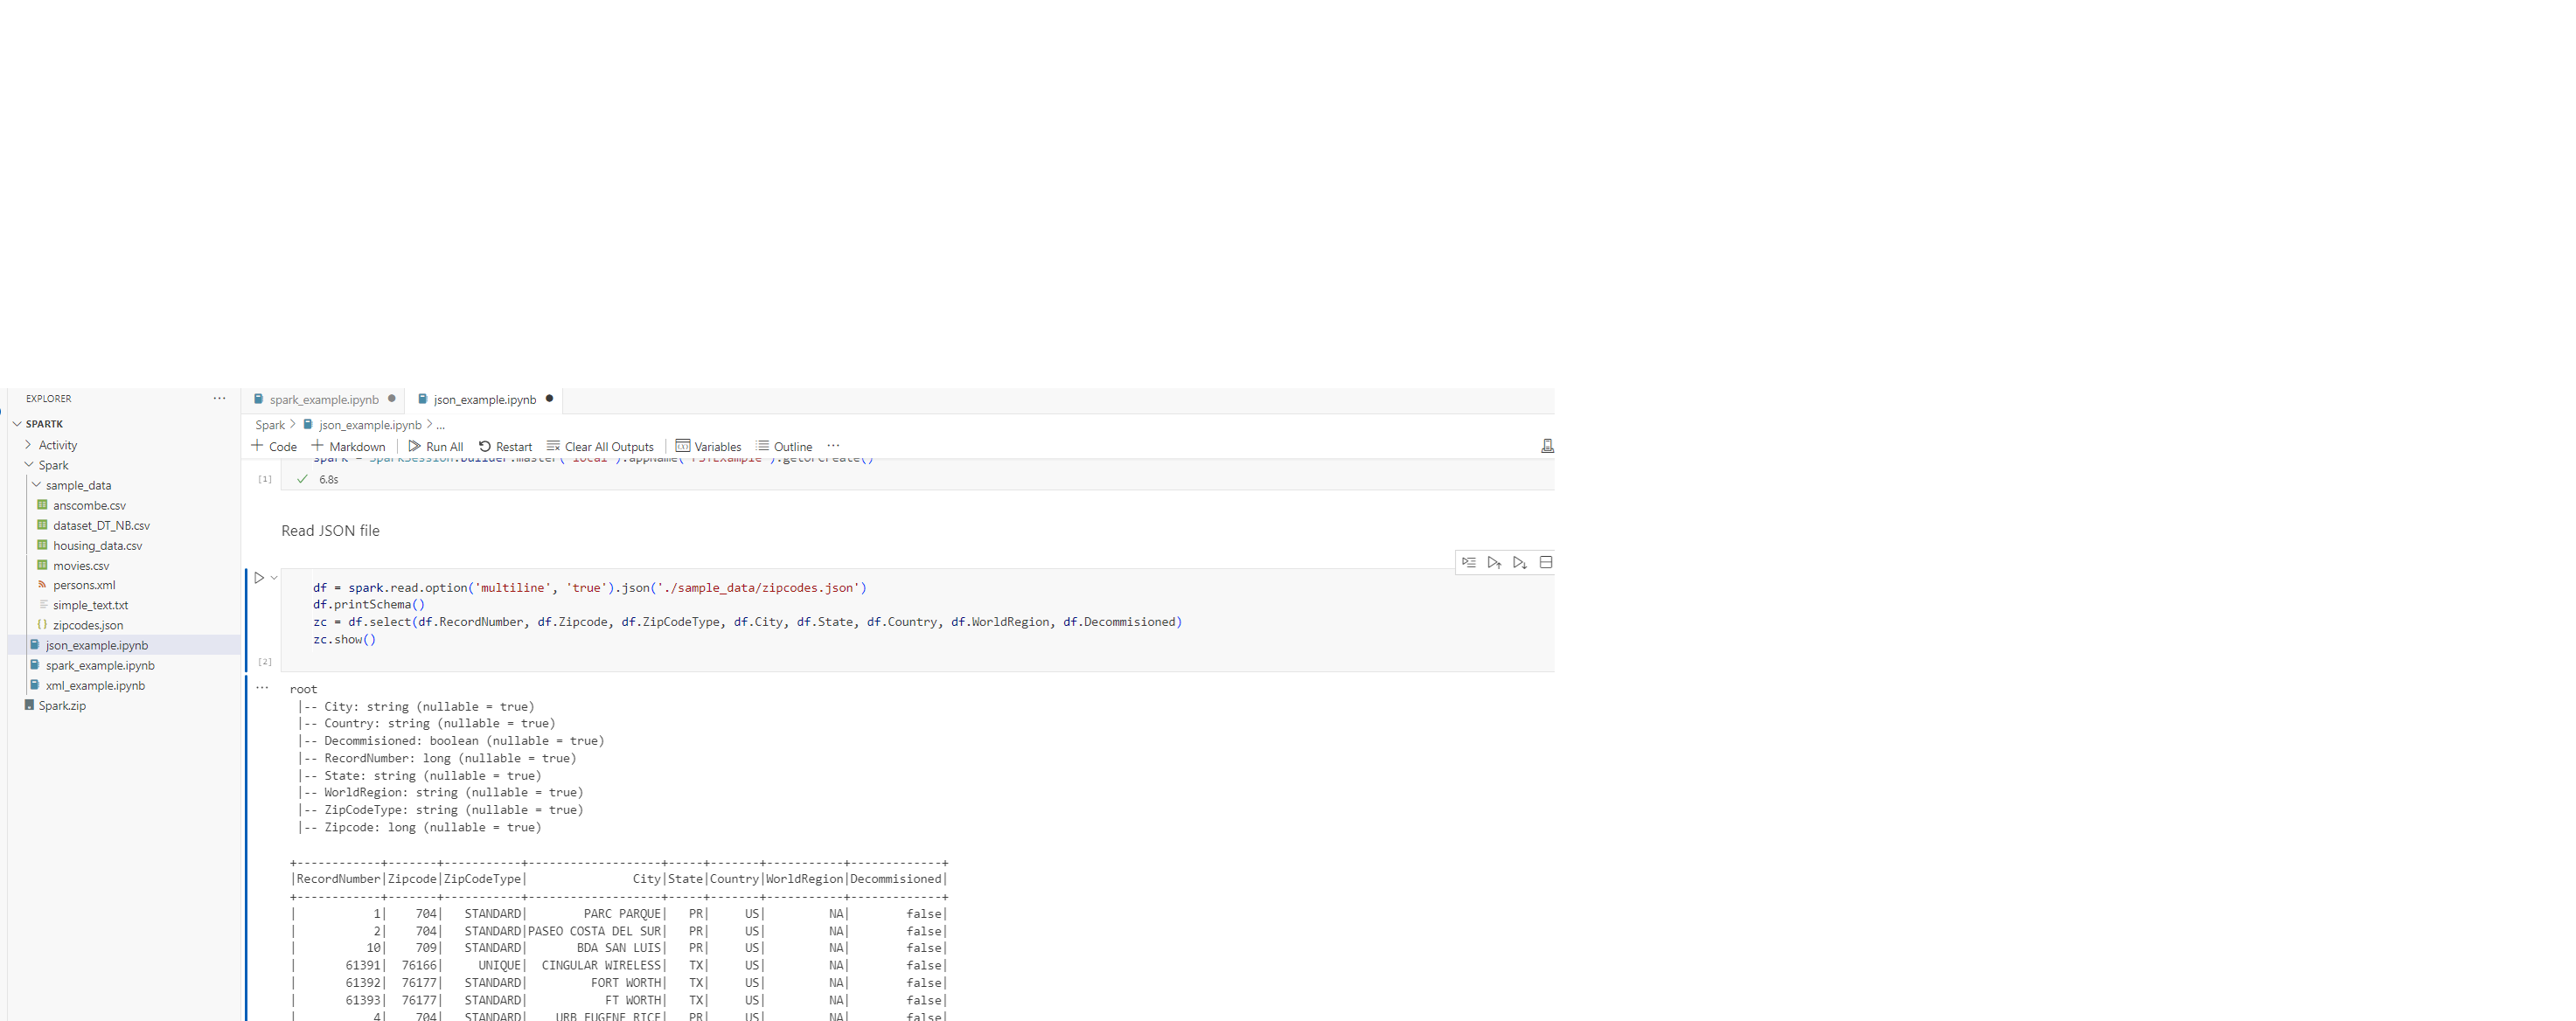 EXPLORER
SPARTK
Activity
Spark
sample_data
anscombe.csv
dataset_DT_NB.csv
housing_data.csv
movies.csv
persons.xml
simple_text.txt
zipcodes.json
json_example.ipynb
spark_example.ipynb
xml_example.ipynb
Spark.zip
spark_example.ipynb json_example.ipynb
Spark > json_example.ipynb > ...
Code Markdown Run All Restart Clear All Outputs Variables Outline ...
[1] 6.8s
Read JSON file
df = spark.read.option('multiline', 'true').json('./sample_data/zipcodes.json')
df.printSchema()
zc = df.select(df.RecordNumber, df.Zipcode, df.ZipCodeType, df.City, df.State, df.Country, df.WorldRegion, df.Decommisioned)
zc.show()
[2]
root
|-- City: string (nullable = true)
|-- Country: string (nullable = true)
|-- Decommisioned: boolean (nullable = true)
|-- RecordNumber: long (nullable = true)
|-- State: string (nullable = true)
|-- WorldRegion: string (nullable = true)
|-- ZipCodeType: string (nullable = true)
|-- Zipcode: long (nullable = true)
+------------+-------+-----------+-------------------+-----+-------+-----------+-------------+
|RecordNumber|Zipcode|ZipCodeType| City|State|Country|WorldRegion|Decommisioned|
+------------+-------+-----------+-------------------+-----+-------+-----------+-------------+
| 1| 704| STANDARD| PARC PARQUE| PR| US| NA| false|
| 2| 704| STANDARD|PASEO COSTA DEL SUR| PR| US| NA| false|
| 10| 709| STANDARD| BDA SAN LUIS| PR| US| NA| false|
| 61391| 76166| UNIQUE| CINGULAR WIRELESS| TX| US| NA| false|
| 61392| 76177| STANDARD| FORT WORTH| TX| US| NA| false|
| 61393| 76177| STANDARD| FT WORTH| TX| US| NA| false|
| 4| 704| STANDARD| URB EUGENE RICE| PR| US| NA| false|